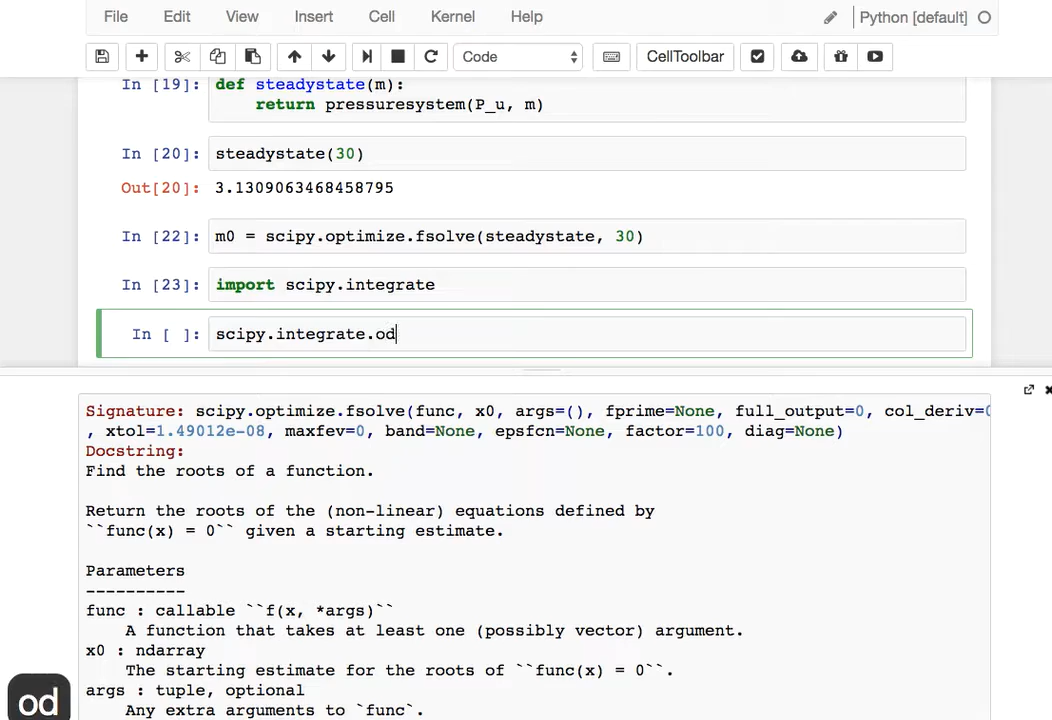 File Edit View Insert Cell Kernel Help Python [default]
Code CellToolbar
In [19]: def steadystate(m):
return pressuresystem(P_u, m)
In [20]: steadystate(30)
Out[20]: 3.1309063468458795
In [22]: m0 = scipy.optimize.fsolve(steadystate, 30)
In [23]: import scipy.integrate
In [ ]: scipy.integrate.od
Signature: scipy.optimize.fsolve(func, x0, args=(), fprime=None, full_output=0, col_deriv=0
, xtol=1.49012e-08, maxfev=0, band=None, epsfcn=None, factor=100, diag=None)
Docstring:
Find the roots of a function.
Return the roots of the (non-linear) equations defined by
``func(x) = 0`` given a starting estimate.
Parameters
----------
func : callable ``f(x, *args)``
A function that takes at least one (possibly vector) argument.
x0 : ndarray
The starting estimate for the roots of ``func(x) = 0``.
args : tuple, optional
Any extra arguments to `func`.
od